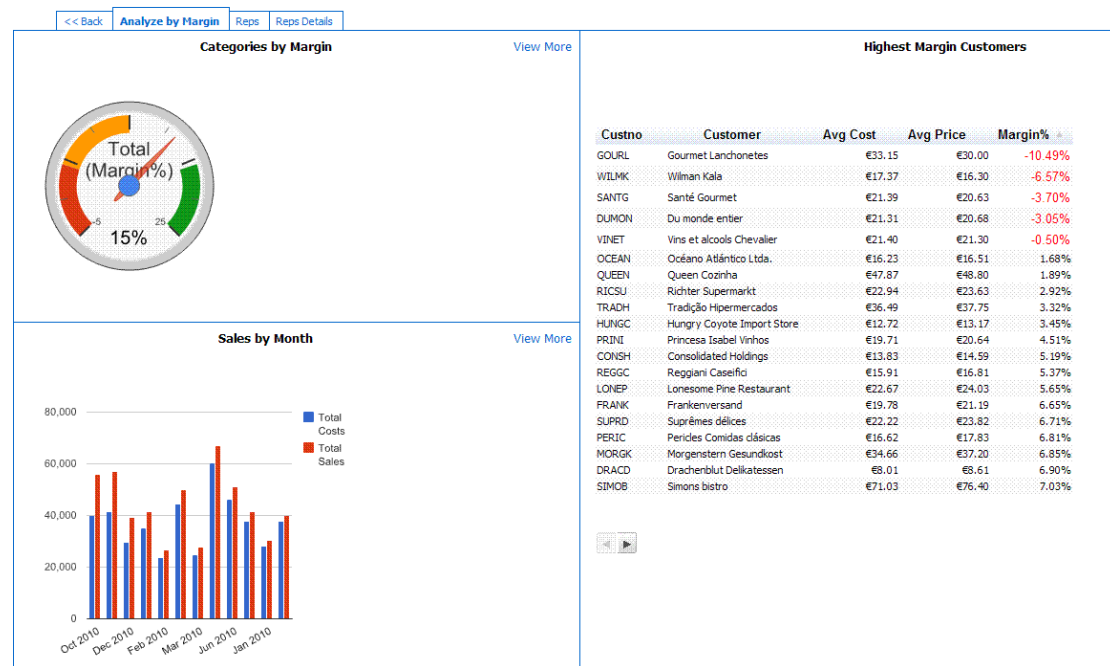 << Back Analyze by Margin Reps Reps Details
Categories by Margin View More
Total
(Margin%)
-5 25
15%
Sales by Month View More
80,000
60,000
40,000
20,000
0
Total
Costs
Total
Sales
Oct 2010 Dec 2010 Feb 2010 Mar 2010 Jun 2010 Jan 2010
Highest Margin Customers
Custno Customer Avg Cost Avg Price Margin%
GOURL Gourmet Lanchonetes €33.15 €30.00 -10.49%
WILMK Wilman Kala €17.37 €16.30 -6.57%
SANTG Santé Gourmet €21.39 €20.63 -3.70%
DUMON Du monde entier €21.31 €20.68 -3.05%
VINET Vins et alcools Chevalier €21.40 €21.30 -0.50%
OCEAN Océano Atlántico Ltda. €16.23 €16.51 1.68%
QUEEN Queen Cozinha €47.87 €48.80 1.89%
RICSU Richter Supermarkt €22.94 €23.63 2.92%
TRADH Tradição Hipermercados €36.49 €37.75 3.32%
HUNGC Hungry Coyote Import Store €12.72 €13.17 3.45%
PRINI Princesa Isabel Vinhos €19.71 €20.64 4.51%
CONSH Consolidated Holdings €13.83 €14.59 5.19%
REGGC Reggiani Caseifici €15.91 €16.81 5.37%
LONEP Lonesome Pine Restaurant €22.67 €24.03 5.65%
FRANK Frankenversand €19.78 €21.19 6.65%
SUPRD Suprêmes délices €22.22 €23.82 6.71%
PERIC Pericles Comidas clásicas €16.62 €17.83 6.81%
MORGK Morgenstern Gesundkost €34.66 €37.20 6.85%
DRACD Drachenblut Delikatessen €8.01 €8.61 6.90%
SIMOB Simons bistro €71.03 €76.40 7.03%